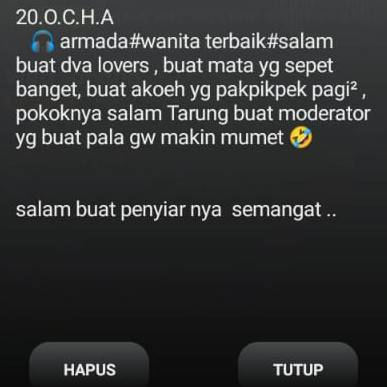 20.O.C.H.A
🎧 armada#wanita terbaik#salam
buat dva lovers , buat mata yg sepet
banget, buat akoeh yg pakpikpek pagi² ,
pokoknya salam Tarung buat moderator
yg buat pala gw makin mumet 🤣
salam buat penyiar nya  semangat ..
HAPUS
TUTUP